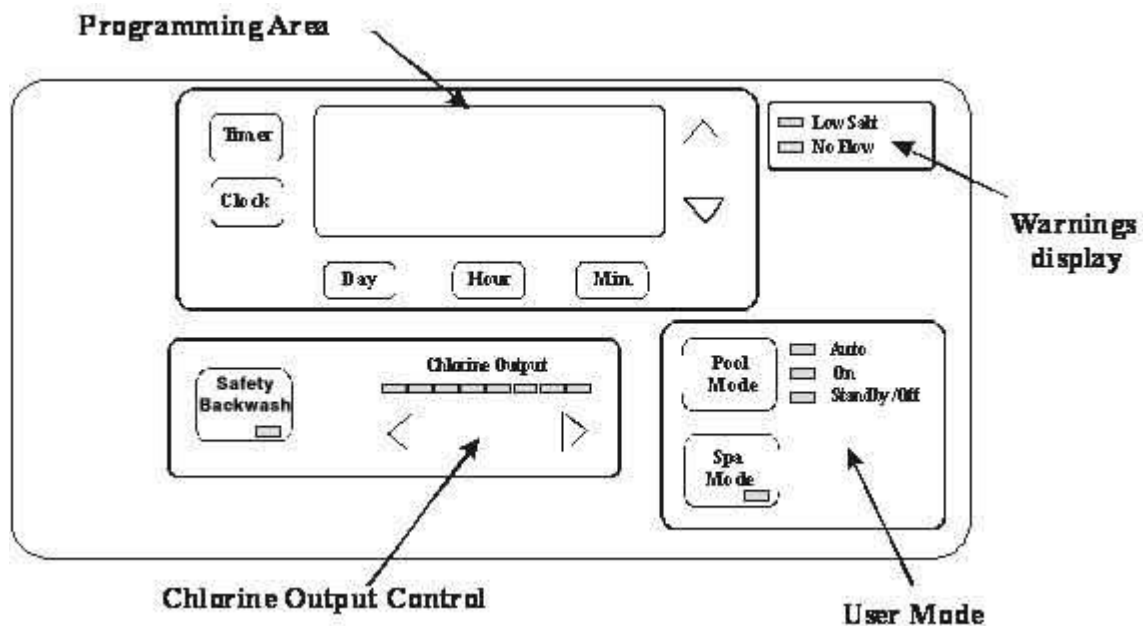 Programming Area
Timer
Clock
Day
Hour
Min.
Low Salt
No Flow
Warnings
display
Safety
Backwash
Chlorine Output
Pool
Mode
Auto
On
Standby/Off
Spa
Mode
Chlorine Output Control
User Mode